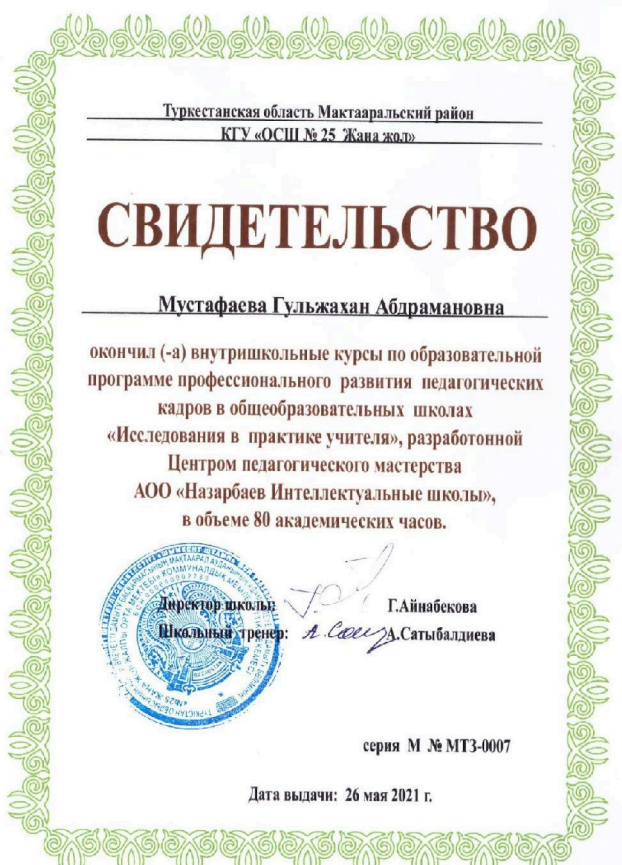 Туркестанская область Мактааральский район
КГУ «ОСШ № 25 Жана жол»
СВИДЕТЕЛЬСТВО
Мустафаева Гульжахан Абдрамановна
окончил (-а) внутришкольные курсы по образовательной
программе профессионального развития педагогических
кадров в общеобразовательных школах
«Исследования в практике учителя», разработонной
Центром педагогического мастерства
АОО «Назарбаев Интеллектуальные школы»,
в объеме 80 академических часов.
Директор школы: Г.Айнабекова
Школьный тренер: А.Сатыбалдиева
серия М № МТЗ-0007
Дата выдачи: 26 мая 2021 г.